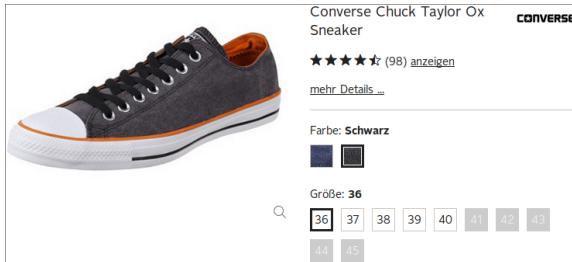 Converse Chuck Taylor Ox
Sneaker
CONVERSE
(98) anzeigen
mehr Details ...
Farbe: Schwarz
Größe: 36
36 37 38 39 40 41 42 43
44 45